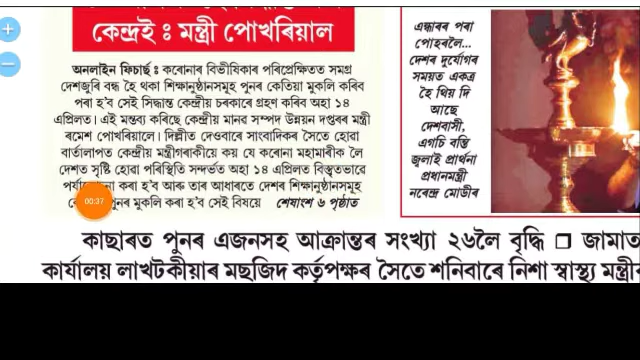 কেন্দ্ৰই ঃ মন্ত্ৰী পোখৰিয়াল
অনলাইন ফিচাৰ্ছ ঃ কৰোনাৰ বিভীষিকাৰ পৰিপ্ৰেক্ষিতত সমগ্ৰ
দেশজুৰি বন্ধ হৈ থকা শিক্ষানুষ্ঠানসমূহ পুনৰ কেতিয়া মুকলি কৰিব
পৰা হ'ব সেই সিদ্ধান্ত কেন্দ্ৰীয় চৰকাৰে গ্ৰহণ কৰিব অহা ১৪
এপ্ৰিলত। এই মন্তব্য কৰিছে কেন্দ্ৰীয় মানৱ সম্পদ উন্নয়ন দপ্তৰৰ মন্ত্ৰী
ৰমেশ পোখৰিয়ালে। দিল্লীত দেওবাৰে সাংবাদিকৰ সৈতে হোৱা
বাৰ্তালাপত কেন্দ্ৰীয় মন্ত্ৰীগৰাকীয়ে কয় যে কৰোনা মহামাৰীক লৈ
দেশত সৃষ্টি হোৱা পৰিস্থিতি সন্দৰ্ভত অহা ১৪ এপ্ৰিলত বিস্তৃতভাৱে
কৰা হ'ব আৰু তাৰ আধাৰতে দেশৰ শিক্ষানুষ্ঠানসমূহ
পুনৰ মুকলি কৰা হ'ব সেই বিষয়ে শেষাংশ ৬ পৃষ্ঠাত
00:37
এন্ধাৰৰ পৰা
পোহৰলৈ...
দেশৰ দুৰ্যোগৰ
সময়ত একত্ৰ
হৈ থিয় দি
আছে
দেশবাসী,
এগচি বন্তি
জ্বলাই প্ৰাৰ্থনা
প্ৰধানমন্ত্ৰী
নৰেন্দ্ৰ মোডীৰ
কাছাৰত পুনৰ এজনসহ আক্ৰান্তৰ সংখ্যা ২৬লৈ বৃদ্ধি □ জামাত
কাৰ্যালয় লাখটকীয়াৰ মছজিদ কৰ্তৃপক্ষৰ সৈতে শনিবাৰে নিশা স্বাস্থ্য মন্ত্ৰীৰ